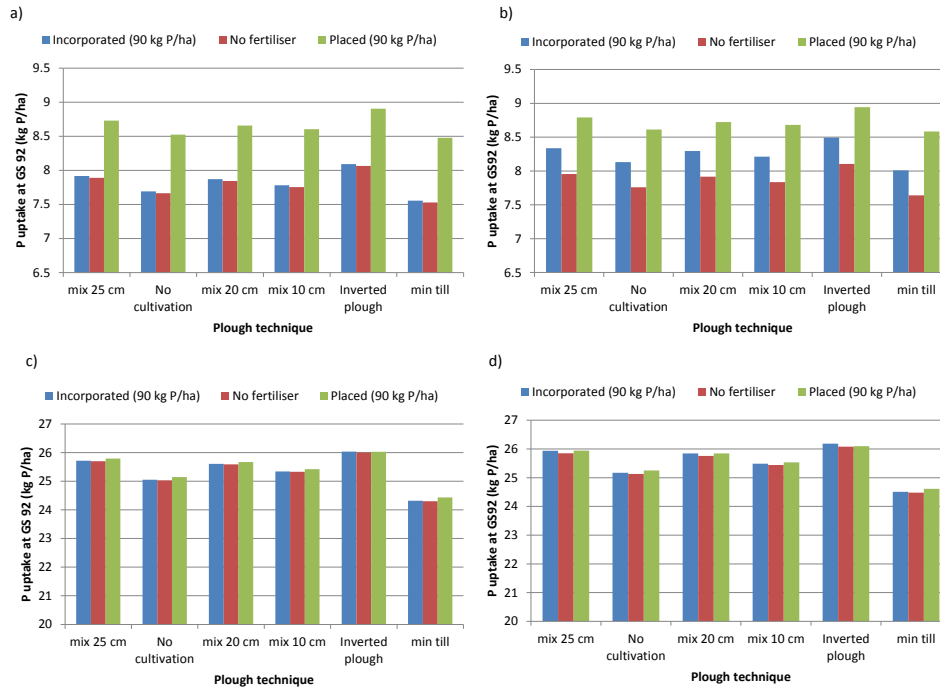 a)
Incorporated (90 kg P/ha) No fertiliser Placed (90 kg P/ha)
9.5
9
8.5
8
7.5
7
6.5
P uptake at GS 92 (kg P/ha)
mix 25 cm No cultivation mix 20 cm mix 10 cm Inverted plough min till
Plough technique
b)
Incorporated (90 kg P/ha) No fertiliser Placed (90 kg P/ha)
9.5
9
8.5
8
7.5
7
6.5
P uptake at GS92 (kg P/ha)
mix 25 cm No cultivation mix 20 cm mix 10 cm Inverted plough min till
Plough technique
c)
Incorporated (90 kg P/ha) No fertiliser Placed (90 kg P/ha)
27
26
25
24
23
22
21
20
P uptake at GS 92 (kg P/ha)
mix 25 cm No cultivation mix 20 cm mix 10 cm Inverted plough min till
Plough technique
d)
Incorporated (90 kg P/ha) No fertiliser Placed (90 kg P/ha)
27
26
25
24
23
22
21
20
P uptake at GS92 (kg P/ha)
mix 25 cm No cultivation mix 20 cm mix 10 cm Inverted plough min till
Plough technique